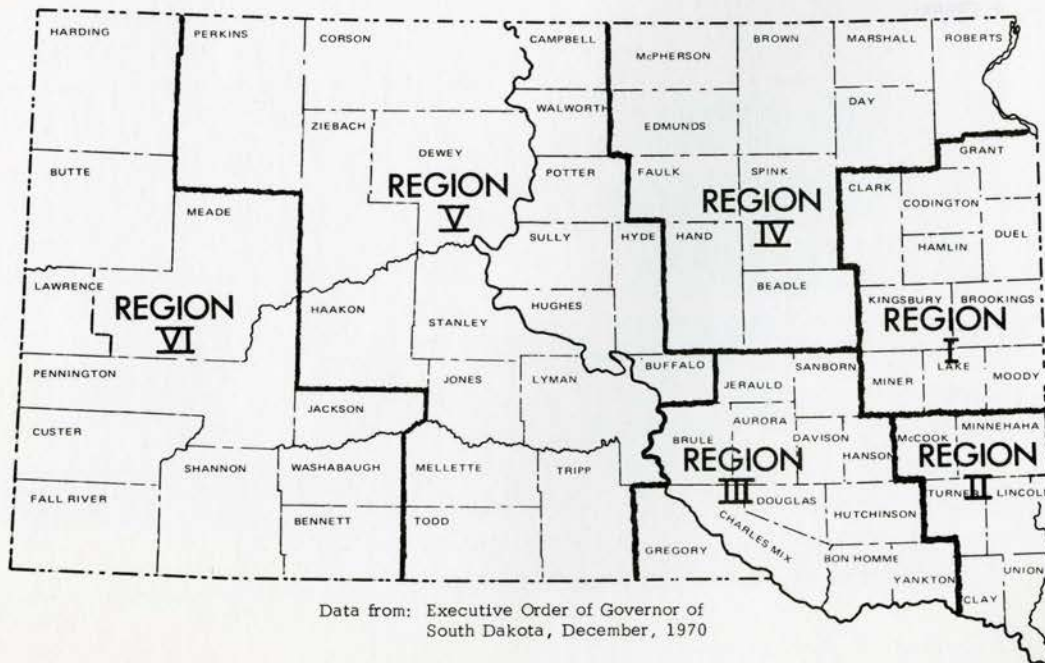 HARDING
PERKINS
CORSON
CAMPBELL
McPHERSON
BROWN
MARSHALL
ROBERTS
WALWORTH
DAY
ZIEBACH
EDMUNDS
DEWEY
GRANT
BUTTE
POTTER
FAULK
SPINK
CLARK
REGION
V
REGION
IV
CODINGTON
MEADE
SULLY
HYDE
HAND
DUEL
HAMLIN
LAWRENCE
BEADLE
KINGSBURY
BROOKINGS
REGION
VI
HAAKON
HUGHES
STANLEY
REGION
I
PENNINGTON
JONES
LYMAN
BUFFALO
JERAULD
SANBORN
MINER
LAKE
MOODY
JACKSON
AURORA
MINNEHAHA
CUSTER
BRULE
DAVISON
HANSON
McCOOK
REGION
III
REGION
II
SHANNON
WASHABAUGH
MELLETTE
TRIPP
FALL RIVER
DOUGLAS
TURNER
LINCOLN
HUTCHINSON
BENNETT
TODD
CHARLES MIX
GREGORY
BON HOMME
YANKTON
CLAY
UNION
Data from: Executive Order of Governor of
South Dakota, December, 1970